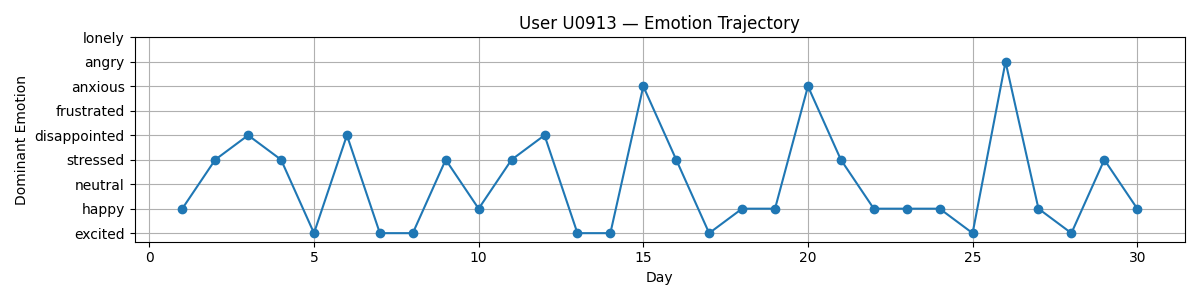 User U0913 — Emotion Trajectory
Dominant Emotion
lonely
angry
anxious
frustrated
disappointed
stressed
neutral
happy
excited
0 5 10 15 20 25 30
Day